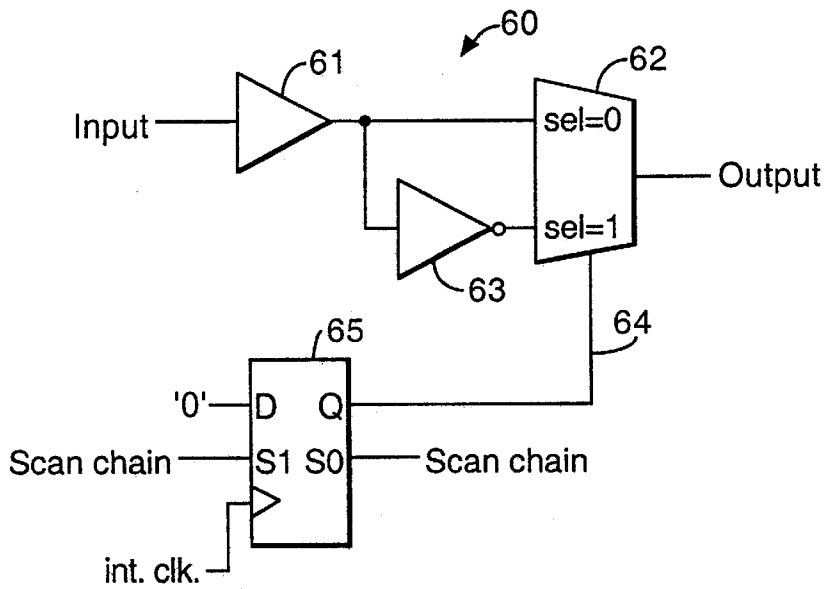 60
61
62
Input
sel=0
Output
sel=1
63
64
65
'0'
D Q
Scan chain
S1 S0
Scan chain
int. clk.